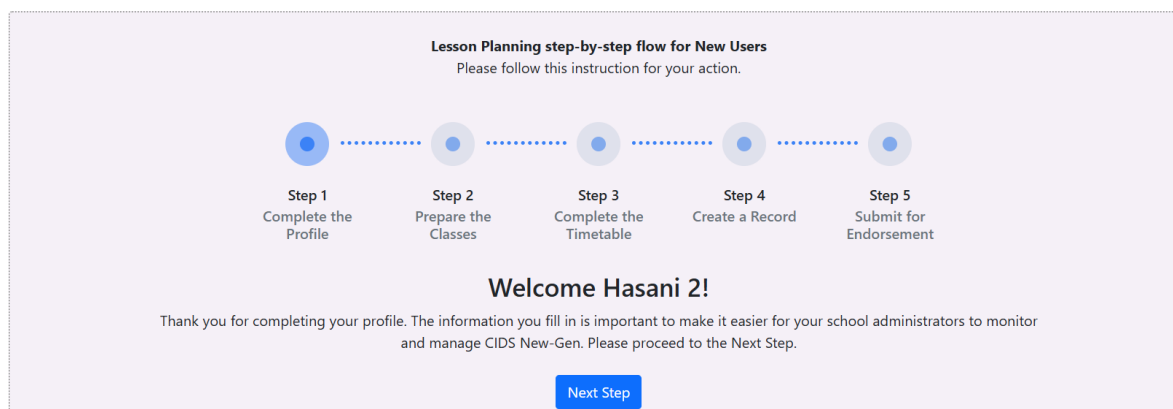 Lesson Planning step-by-step flow for New Users
Please follow this instruction for your action.
Step 1
Complete the
Profile
Step 2
Prepare the
Classes
Step 3
Complete the
Timetable
Step 4
Create a Record
Step 5
Submit for
Endorsement
Welcome Hasani 2!
Thank you for completing your profile. The information you fill in is important to make it easier for your school administrators to monitor
and manage CIDS New-Gen. Please proceed to the Next Step.
Next Step